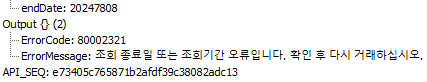 endDate: 20247808
Output {} (2)
ErrorCode: 80002321
ErrorMessage: 조회 종료일 또는 조회기간 오류입니다. 확인 후 다시 거래하십시오.
API_SEQ: e73405c765871b2afdf39c38082adc13